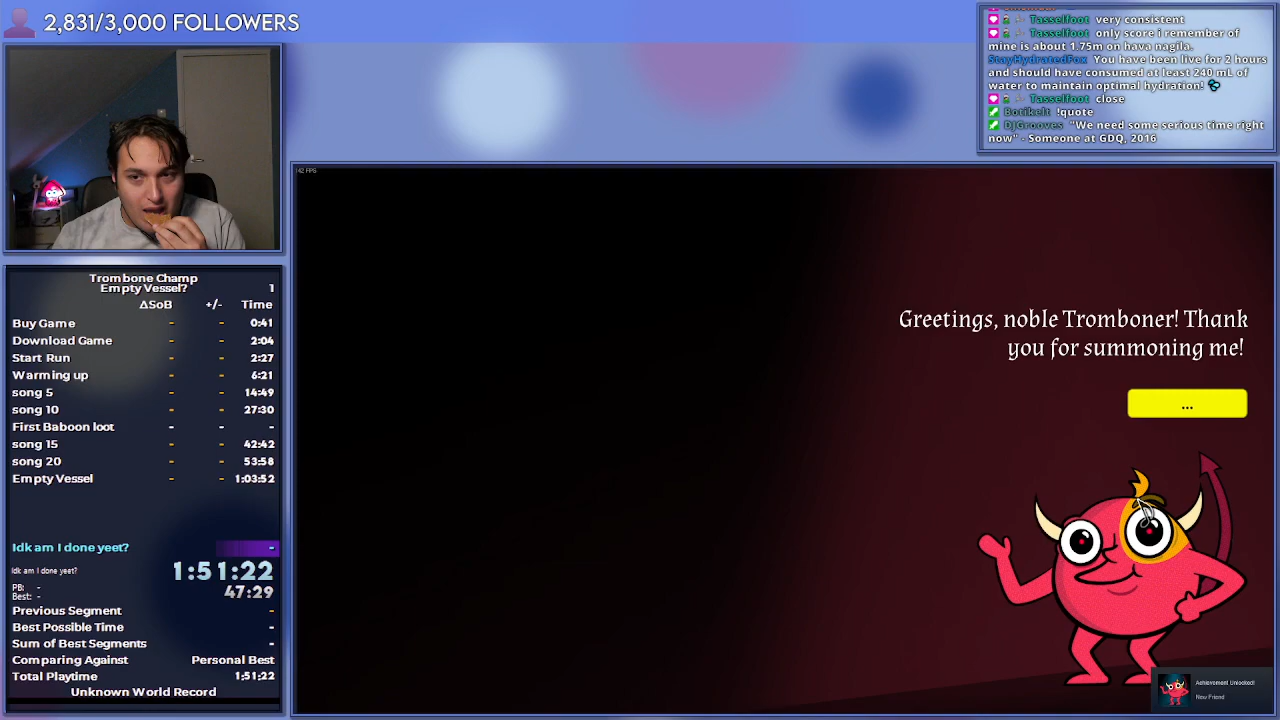 2,831/3,000 FOLLOWERS
Tasselfoot very consistent
Tasselfoot only score i remember of
mine is about 1.75m on hava nagila.
StayHydratedFox You have been live for 2 hours
and should have consumed at least 240 mL of
water to maintain optimal hydration!
Tasselfoot close
Botikelt !quote
DJGrooves "We need some serious time right
now" - Someone at GDQ, 2016
142 FPS
Trombone Champ
Empty Vessel? 1
ΔSoB +/- Time
Buy Game - - 0:41
Download Game - - 2:04
Start Run - - 2:27
Warming up - - 6:21
song 5 - - 14:49
song 10 - - 27:30
First Baboon loot - - -
song 15 - - 42:42
song 20 - - 53:58
Empty Vessel - - 1:03:52
Idk am I done yeet? -
Idk am I done yeet? 1:51:22
PB: -
Best: - 47:29
Previous Segment -
Best Possible Time -
Sum of Best Segments -
Comparing Against Personal Best
Total Playtime 1:51:22
Unknown World Record
Greetings, noble Tromboner! Thank
you for summoning me!
...
Achievement Unlocked!
New Friend